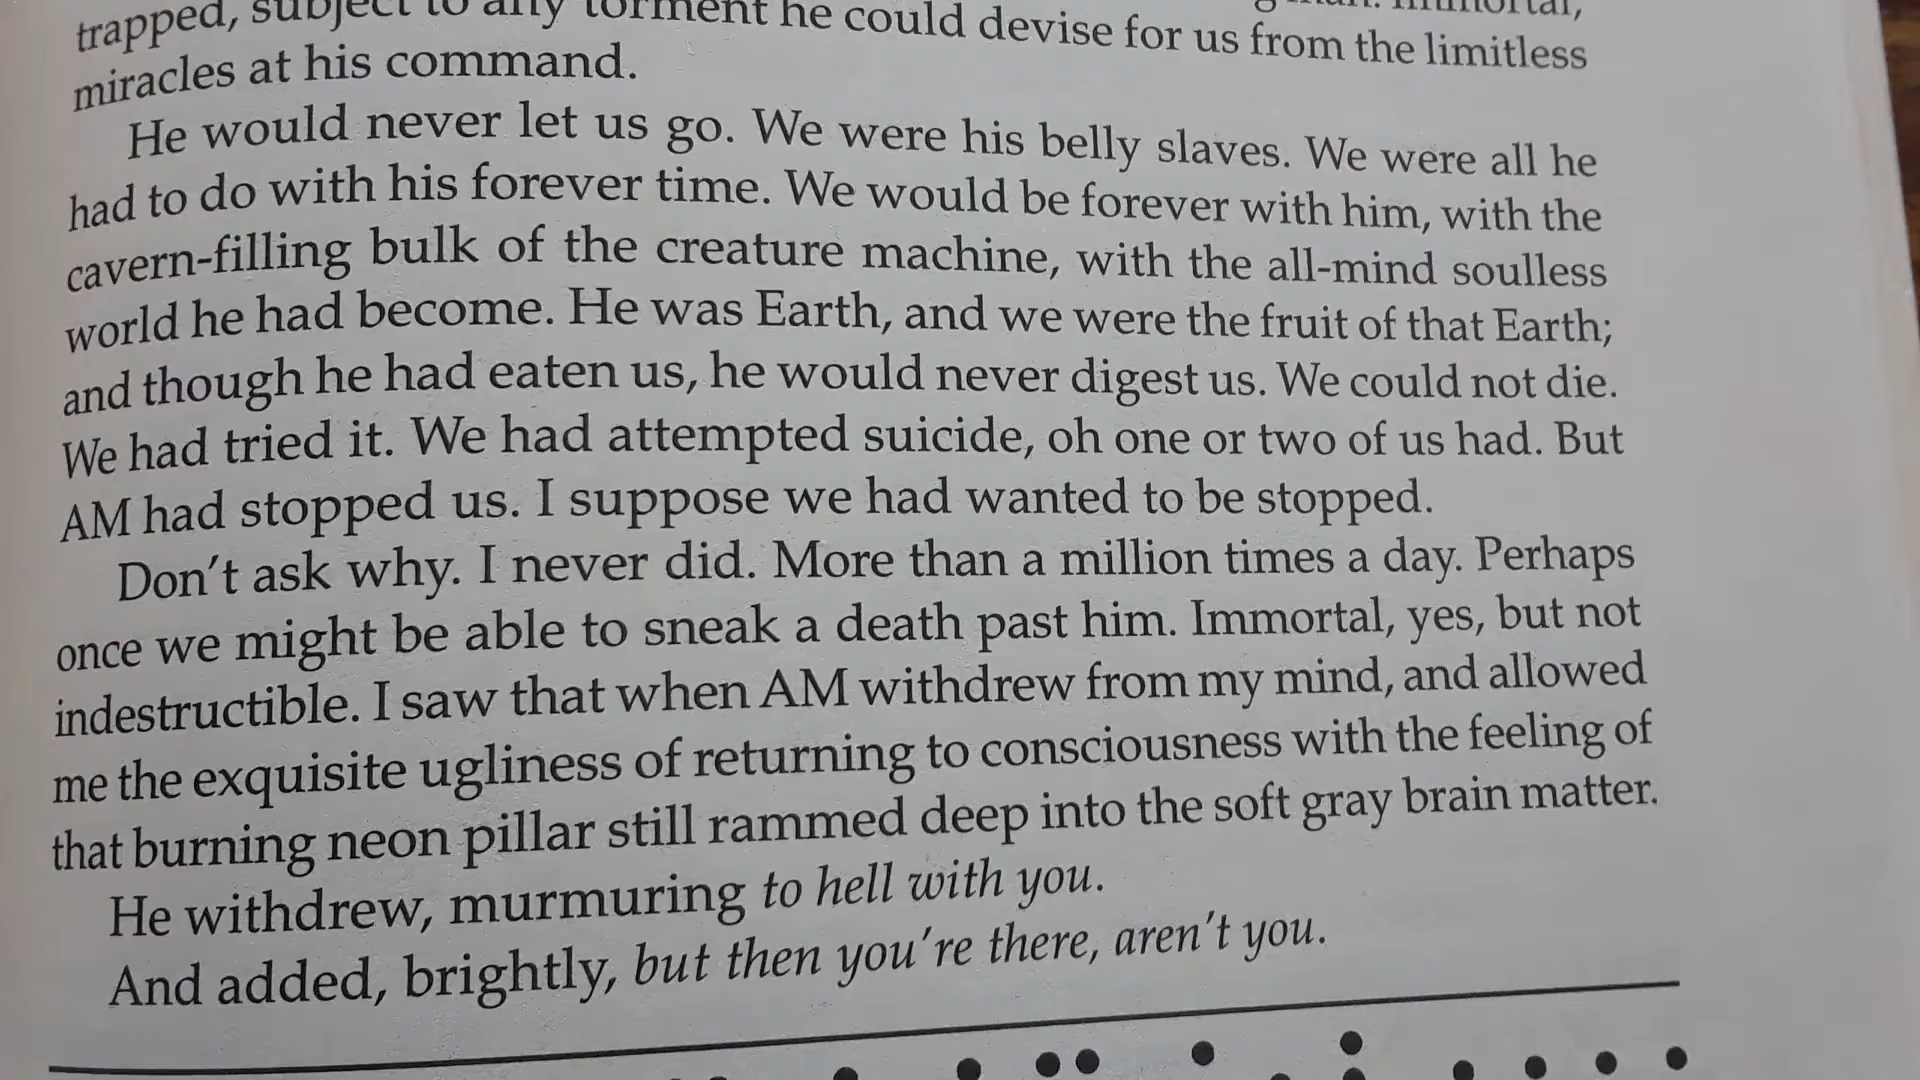 trapped, subject to any torment he could devise for us from the limitless
miracles at his command.
He would never let us go. We were his belly slaves. We were all he
had to do with his forever time. We would be forever with him, with the
cavern-filling bulk of the creature machine, with the all-mind soulless
world he had become. He was Earth, and we were the fruit of that Earth;
and though he had eaten us, he would never digest us. We could not die.
We had tried it. We had attempted suicide, oh one or two of us had. But
AM had stopped us. I suppose we had wanted to be stopped.
Don't ask why. I never did. More than a million times a day. Perhaps
once we might be able to sneak a death past him. Immortal, yes, but not
indestructible. I saw that when AM withdrew from my mind, and allowed
me the exquisite ugliness of returning to consciousness with the feeling of
that burning neon pillar still rammed deep into the soft gray brain matter.
He withdrew, murmuring to hell with you.
And added, brightly, but then you're there, aren't you.